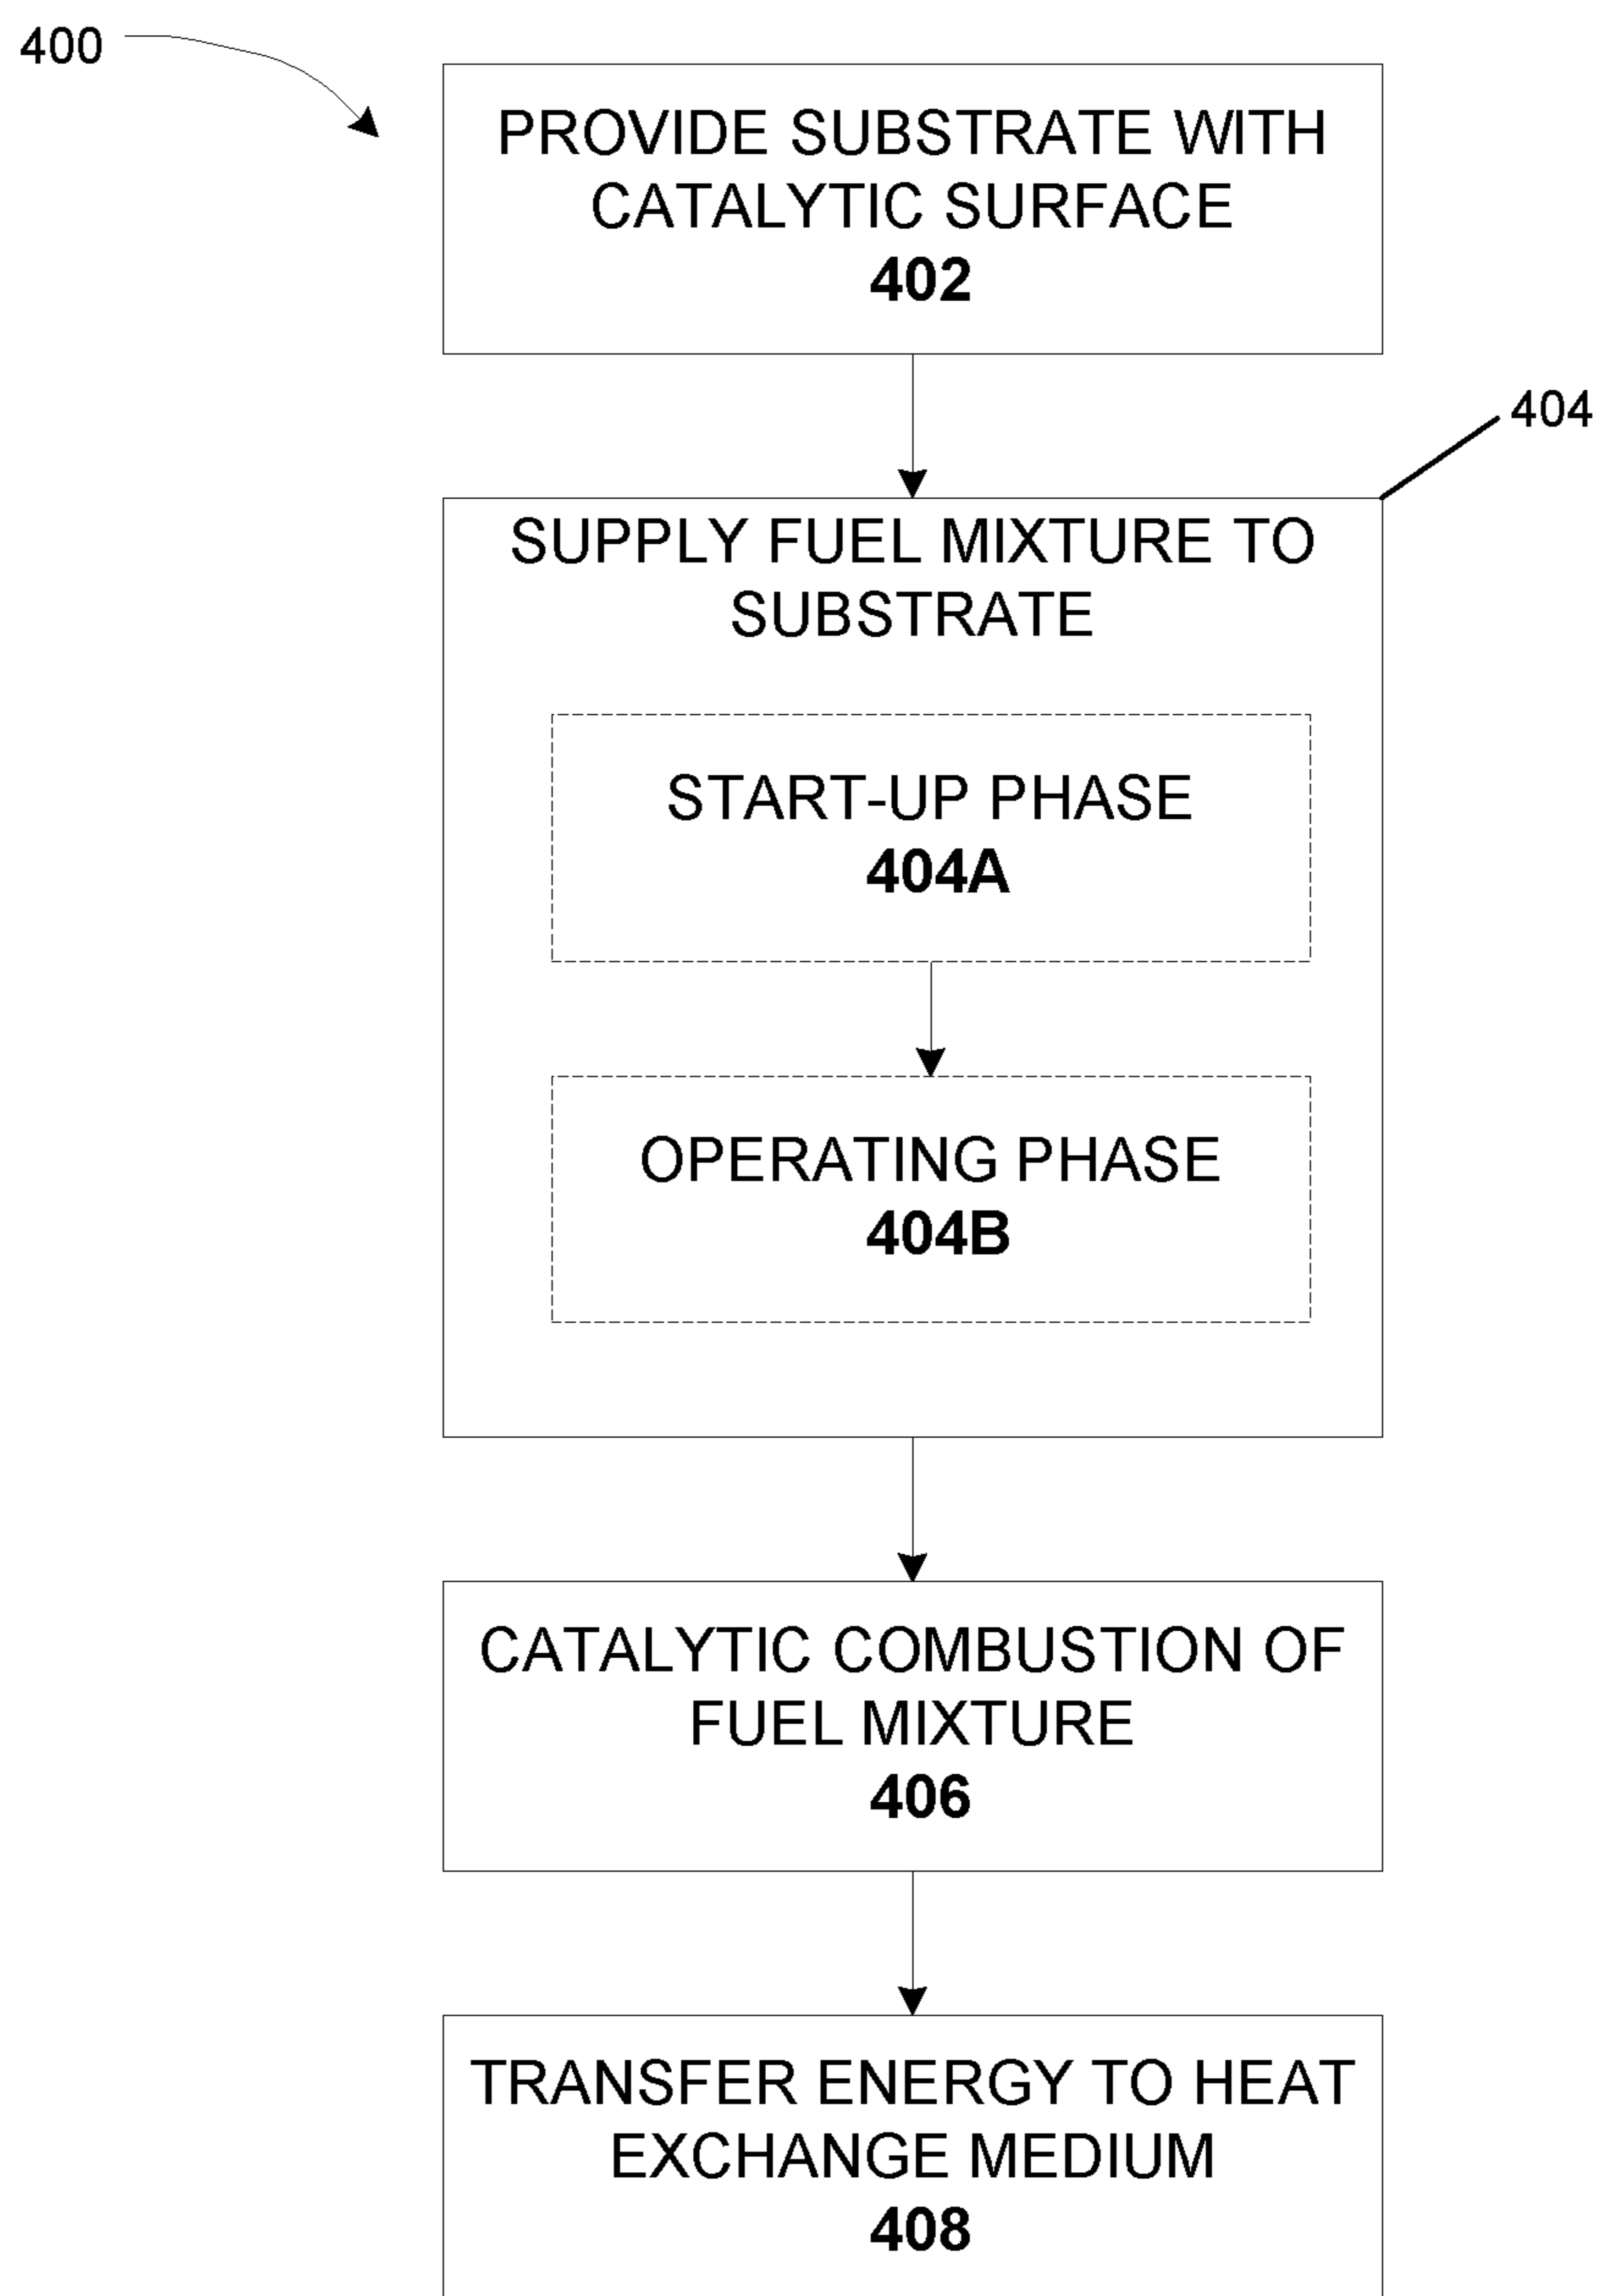 400
PROVIDE SUBSTRATE WITH
CATALYTIC SURFACE
402
404
SUPPLY FUEL MIXTURE TO
SUBSTRATE
START-UP PHASE
404A
OPERATING PHASE
404B
CATALYTIC COMBUSTION OF
FUEL MIXTURE
406
TRANSFER ENERGY TO HEAT
EXCHANGE MEDIUM
408